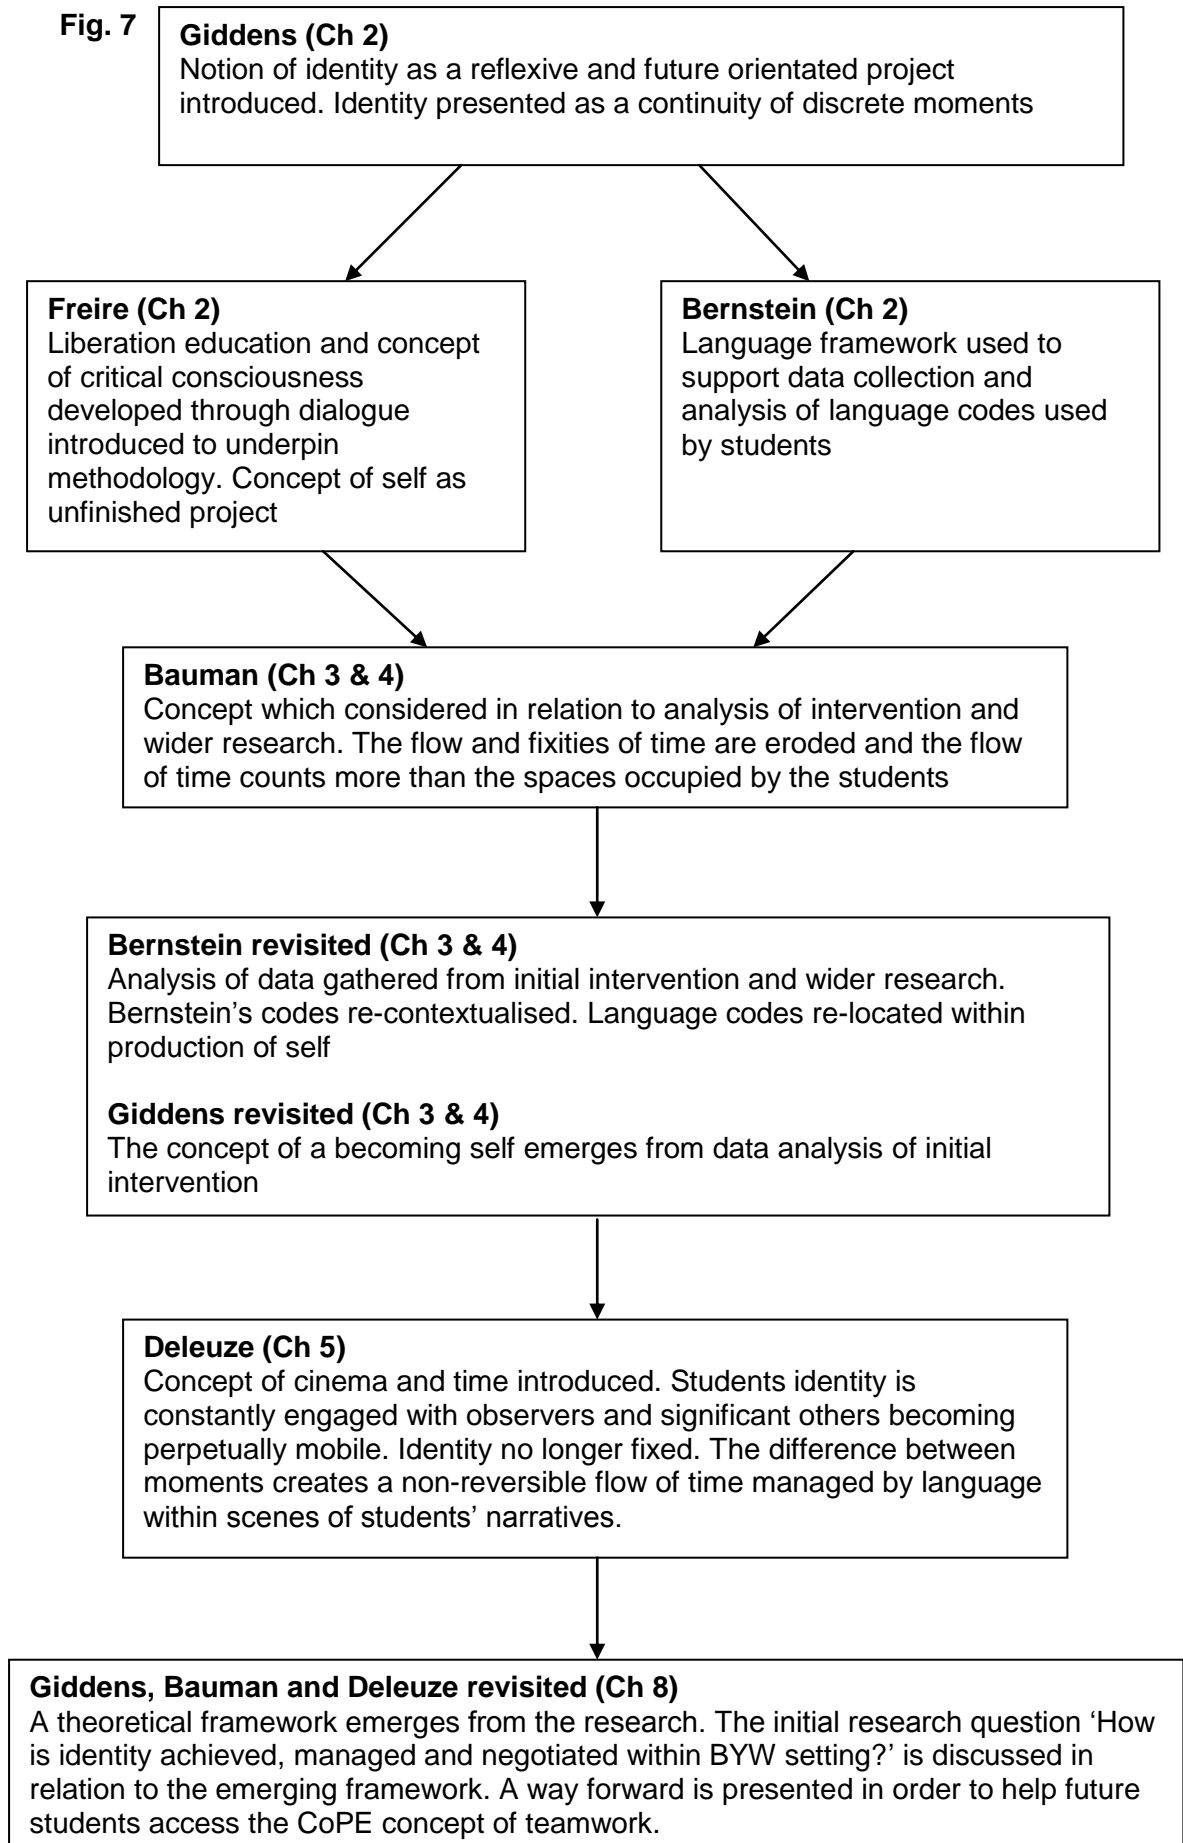 Fig. 7
Giddens (Ch 2)
Notion of identity as a reflexive and future orientated project
introduced. Identity presented as a continuity of discrete moments
Freire (Ch 2)
Liberation education and concept
of critical consciousness
developed through dialogue
introduced to underpin
methodology. Concept of self as
unfinished project
Bernstein (Ch 2)
Language framework used to
support data collection and
analysis of language codes used
by students
Bauman (Ch 3 & 4)
Concept which considered in relation to analysis of intervention and
wider research. The flow and fixities of time are eroded and the flow
of time counts more than the spaces occupied by the students
Bernstein revisited (Ch 3 & 4)
Analysis of data gathered from initial intervention and wider research.
Bernstein’s codes re-contextualised. Language codes re-located within
production of self
Giddens revisited (Ch 3 & 4)
The concept of a becoming self emerges from data analysis of initial
intervention
Deleuze (Ch 5)
Concept of cinema and time introduced. Students identity is
constantly engaged with observers and significant others becoming
perpetually mobile. Identity no longer fixed. The difference between
moments creates a non-reversible flow of time managed by language
within scenes of students’ narratives.
Giddens, Bauman and Deleuze revisited (Ch 8)
A theoretical framework emerges from the research. The initial research question ‘How
is identity achieved, managed and negotiated within BYW setting?’ is discussed in
relation to the emerging framework. A way forward is presented in order to help future
students access the CoPE concept of teamwork.